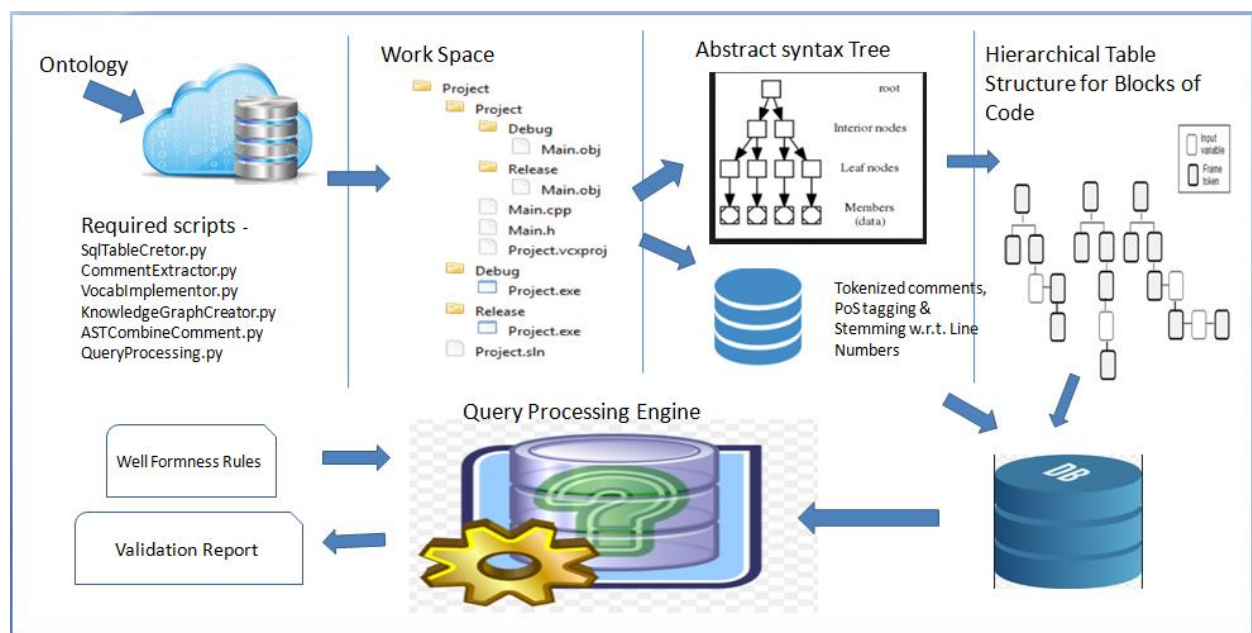 Ontology
Required scripts -
SqlTableCretor.py
CommentExtractor.py
VocabImplementor.py
KnowledgeGraphCreator.py
ASTCombineComment.py
QueryProcessing.py
Work Space
Project
Project
Debug
Main.obj
Release
Main.obj
Main.cpp
Main.h
Project.vcxproj
Debug
Project.exe
Release
Project.exe
Project.sln
Abstract syntax Tree
root
Interior nodes
Leaf nodes
Members
(data)
Tokenized comments,
PoS tagging &
Stemming w.r.t. Line
Numbers
Hierarchical Table
Structure for Blocks of
Code
Input
variable
Frame
token
Query Processing Engine
Well Formness Rules
Validation Report
DB